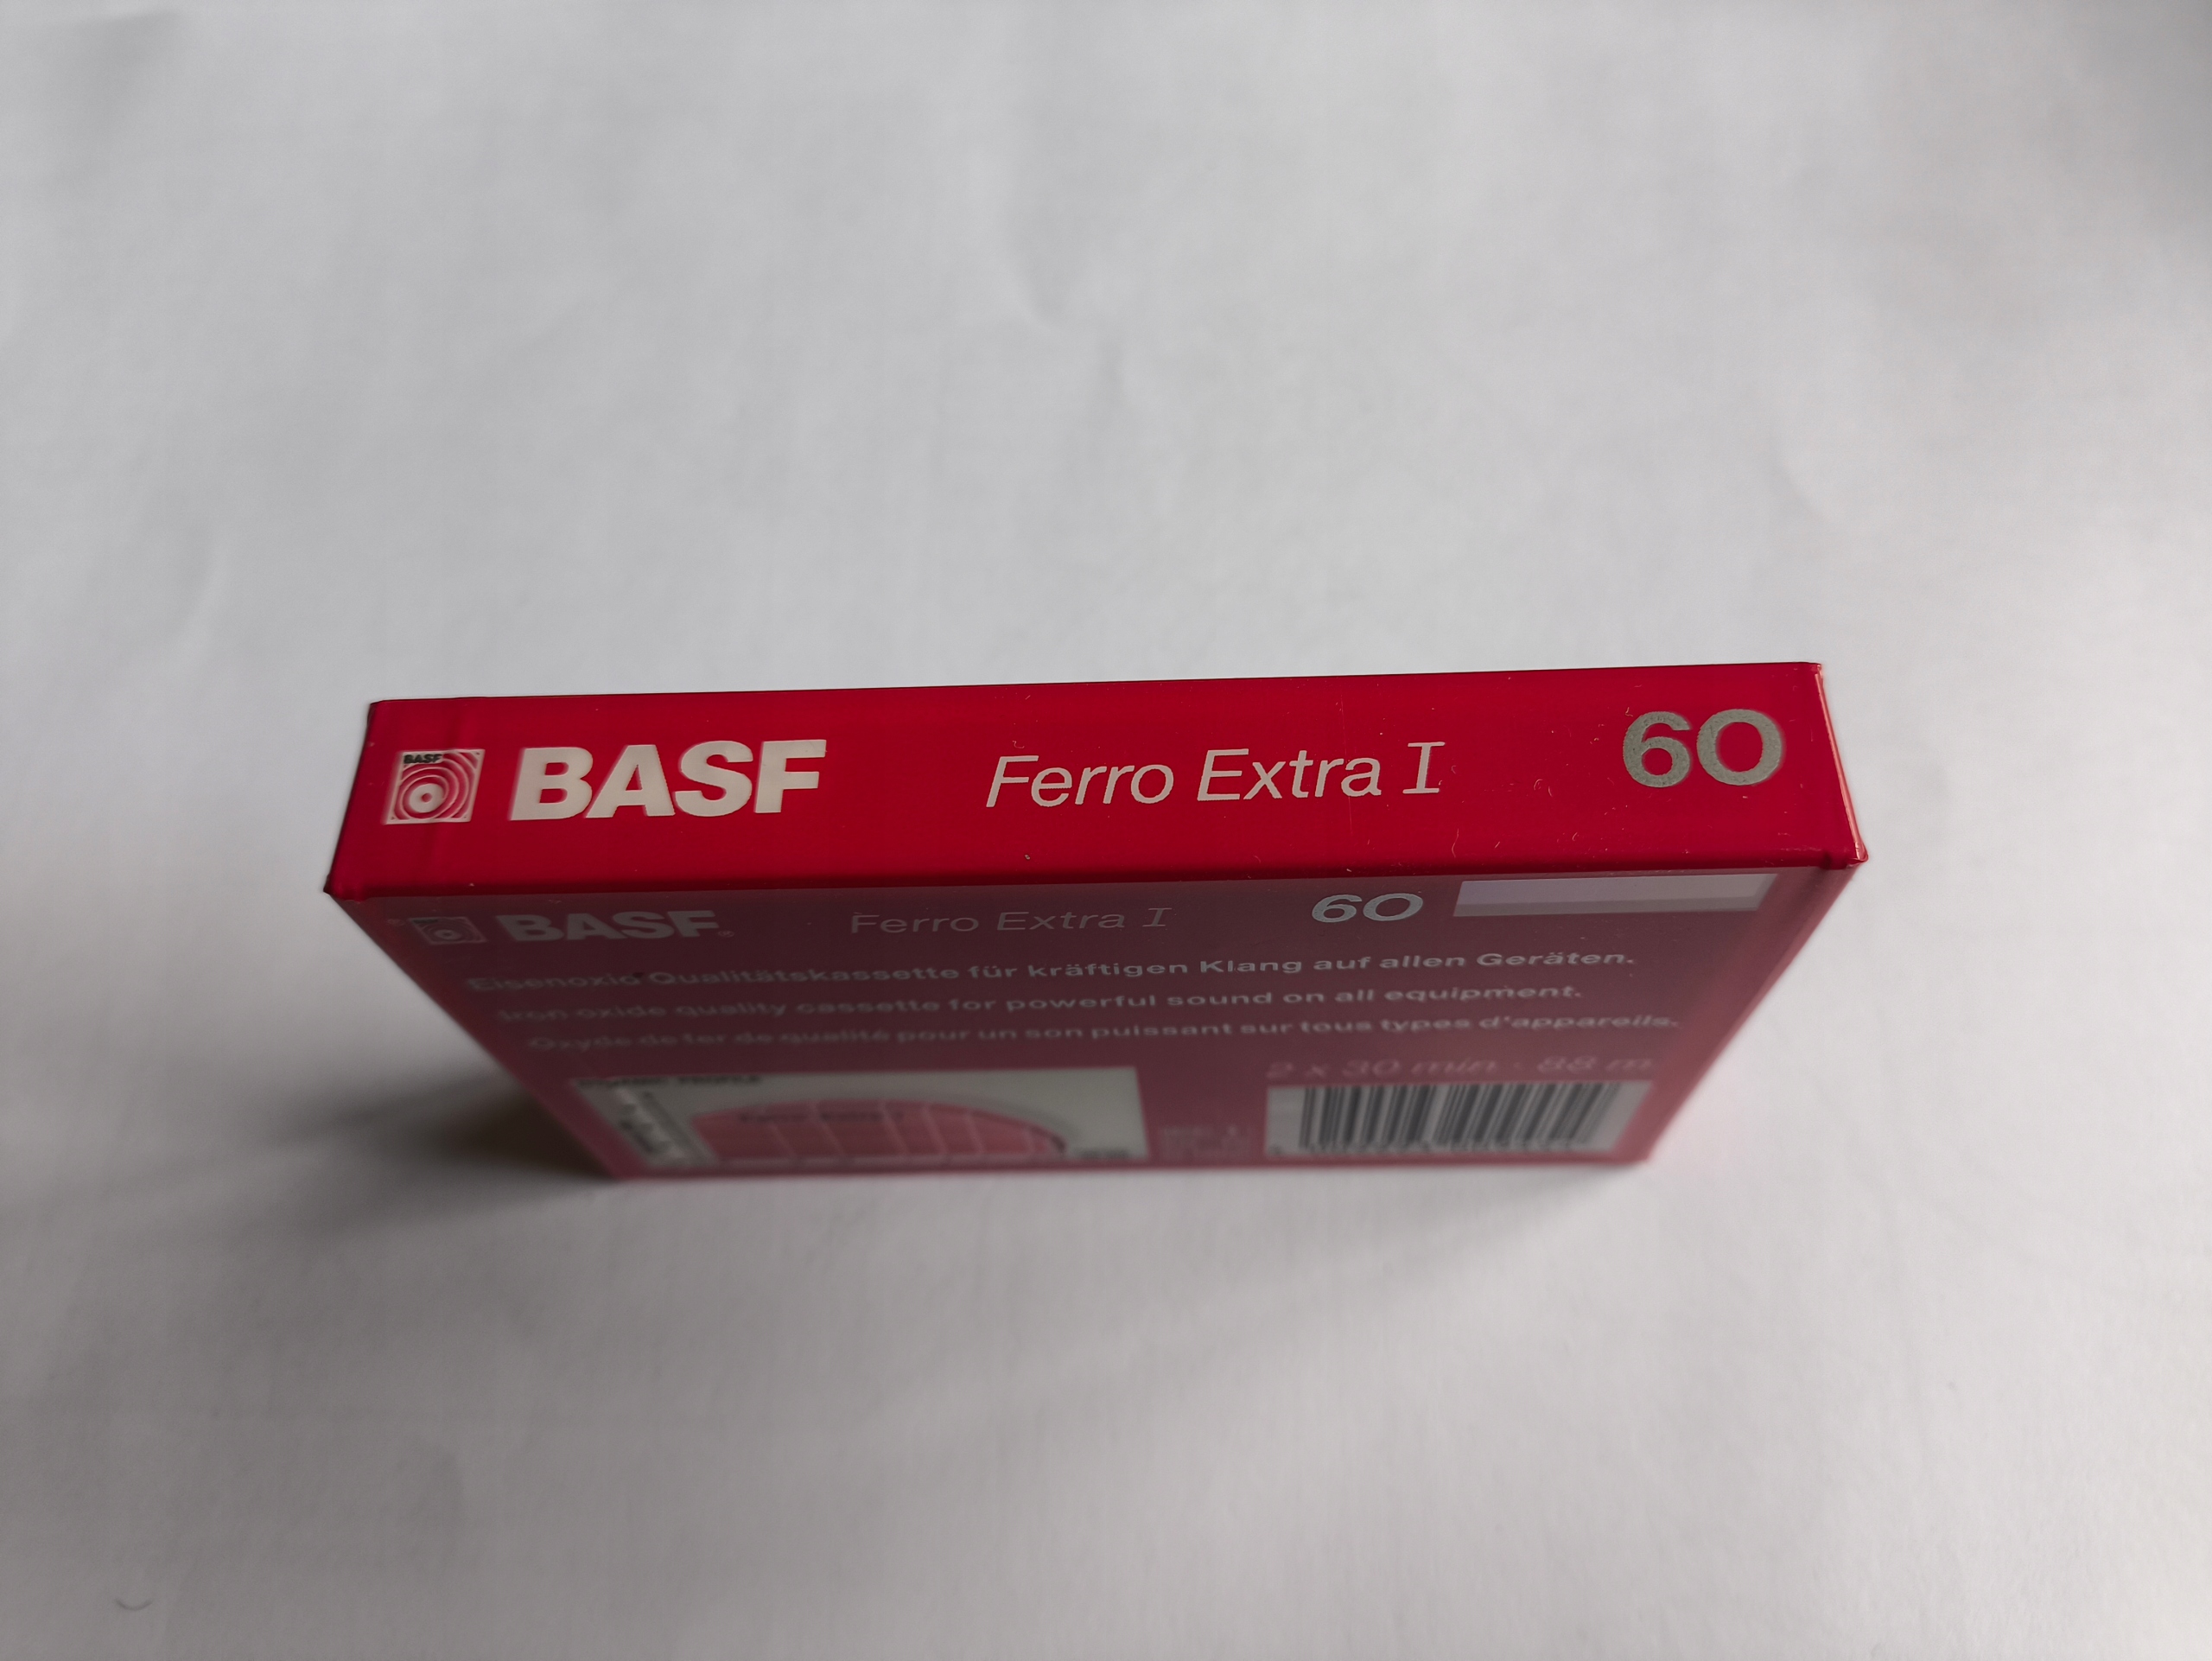 BASF
BASF Ferro Extra I 60
BASF Ferro Extra I 60
Eisenoxid Qualitätskassette für kräftigen Klang auf allen Geräten.
Iron oxide quality cassette for powerful sound on all equipment.
Oxyde de fer de qualité pour un son puissant sur tous types d'appareils.
2 x 30 min · 88 m
Ferro Extra I